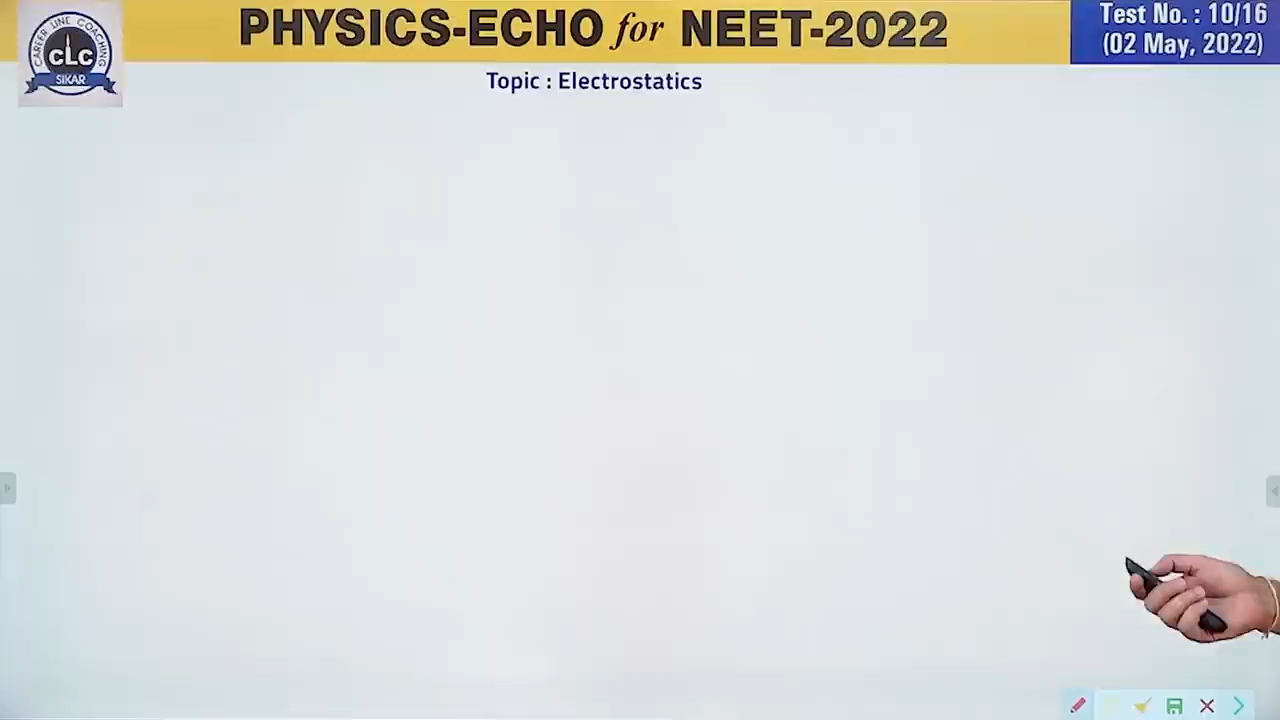 PHYSICS-ECHO for NEET-2022
Test No. : 10/16
(02 May, 2022)
CAREER LINE COACHING
CLC
SIKAR
Topic : Electrostatics